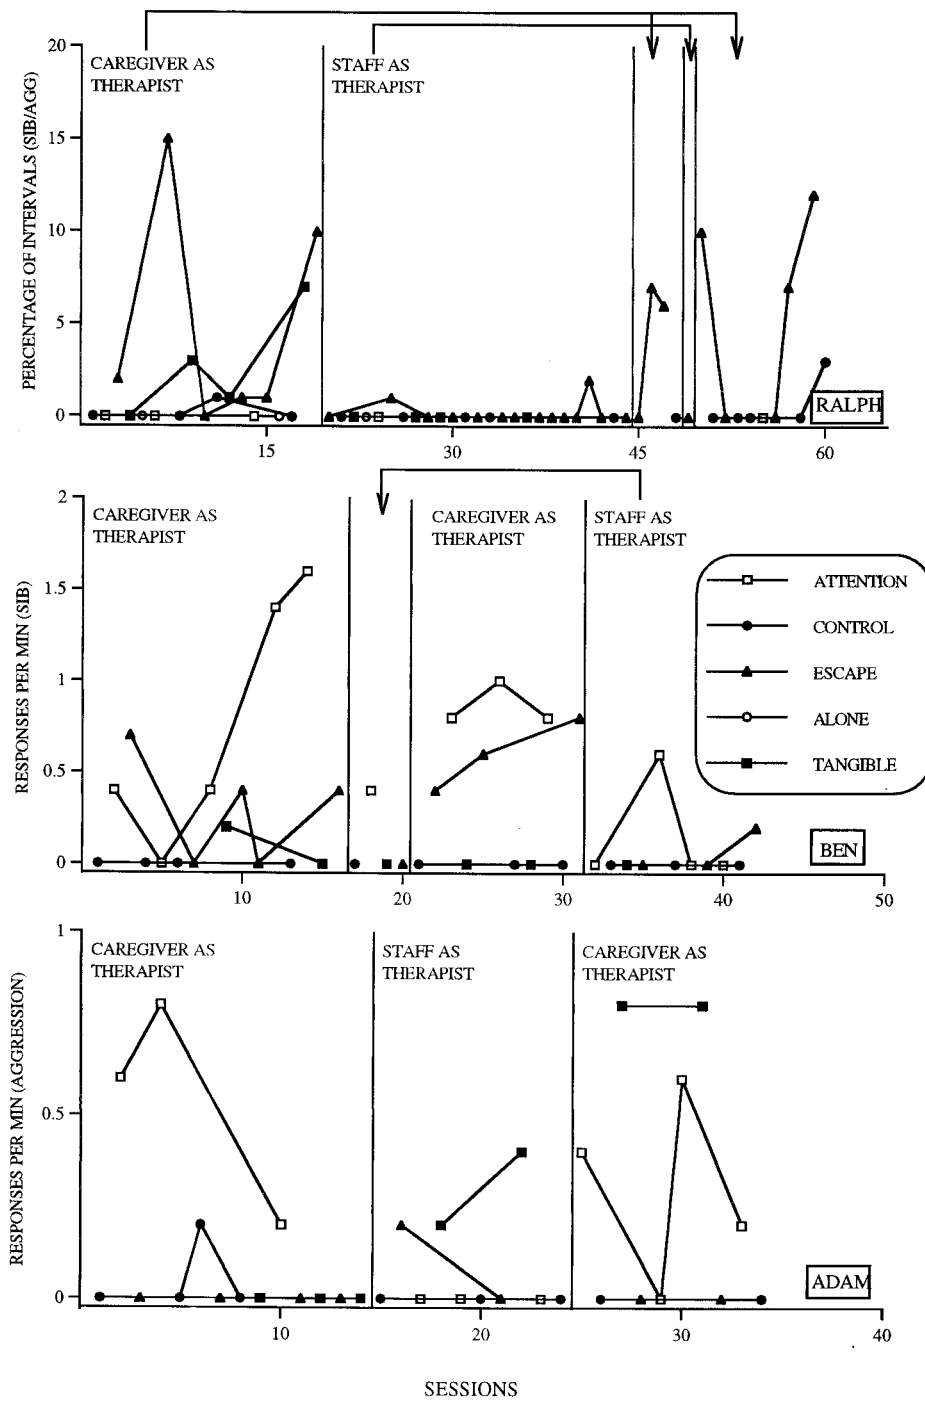 20
CAREGIVER AS
THERAPIST
STAFF AS
THERAPIST
15
10
5
0
PERCENTAGE OF INTERVALS (SIB/AGG)
RALPH
15
30
45
60
2
CAREGIVER AS
THERAPIST
CAREGIVER AS
THERAPIST
STAFF AS
THERAPIST
1.5
1
0.5
0
RESPONSES PER MIN (SIB)
ATTENTION
CONTROL
ESCAPE
ALONE
TANGIBLE
BEN
10
20
30
40
50
1
CAREGIVER AS
THERAPIST
STAFF AS
THERAPIST
CAREGIVER AS
THERAPIST
0.5
0
RESPONSES PER MIN (AGGRESSION)
ADAM
10
20
30
40
SESSIONS